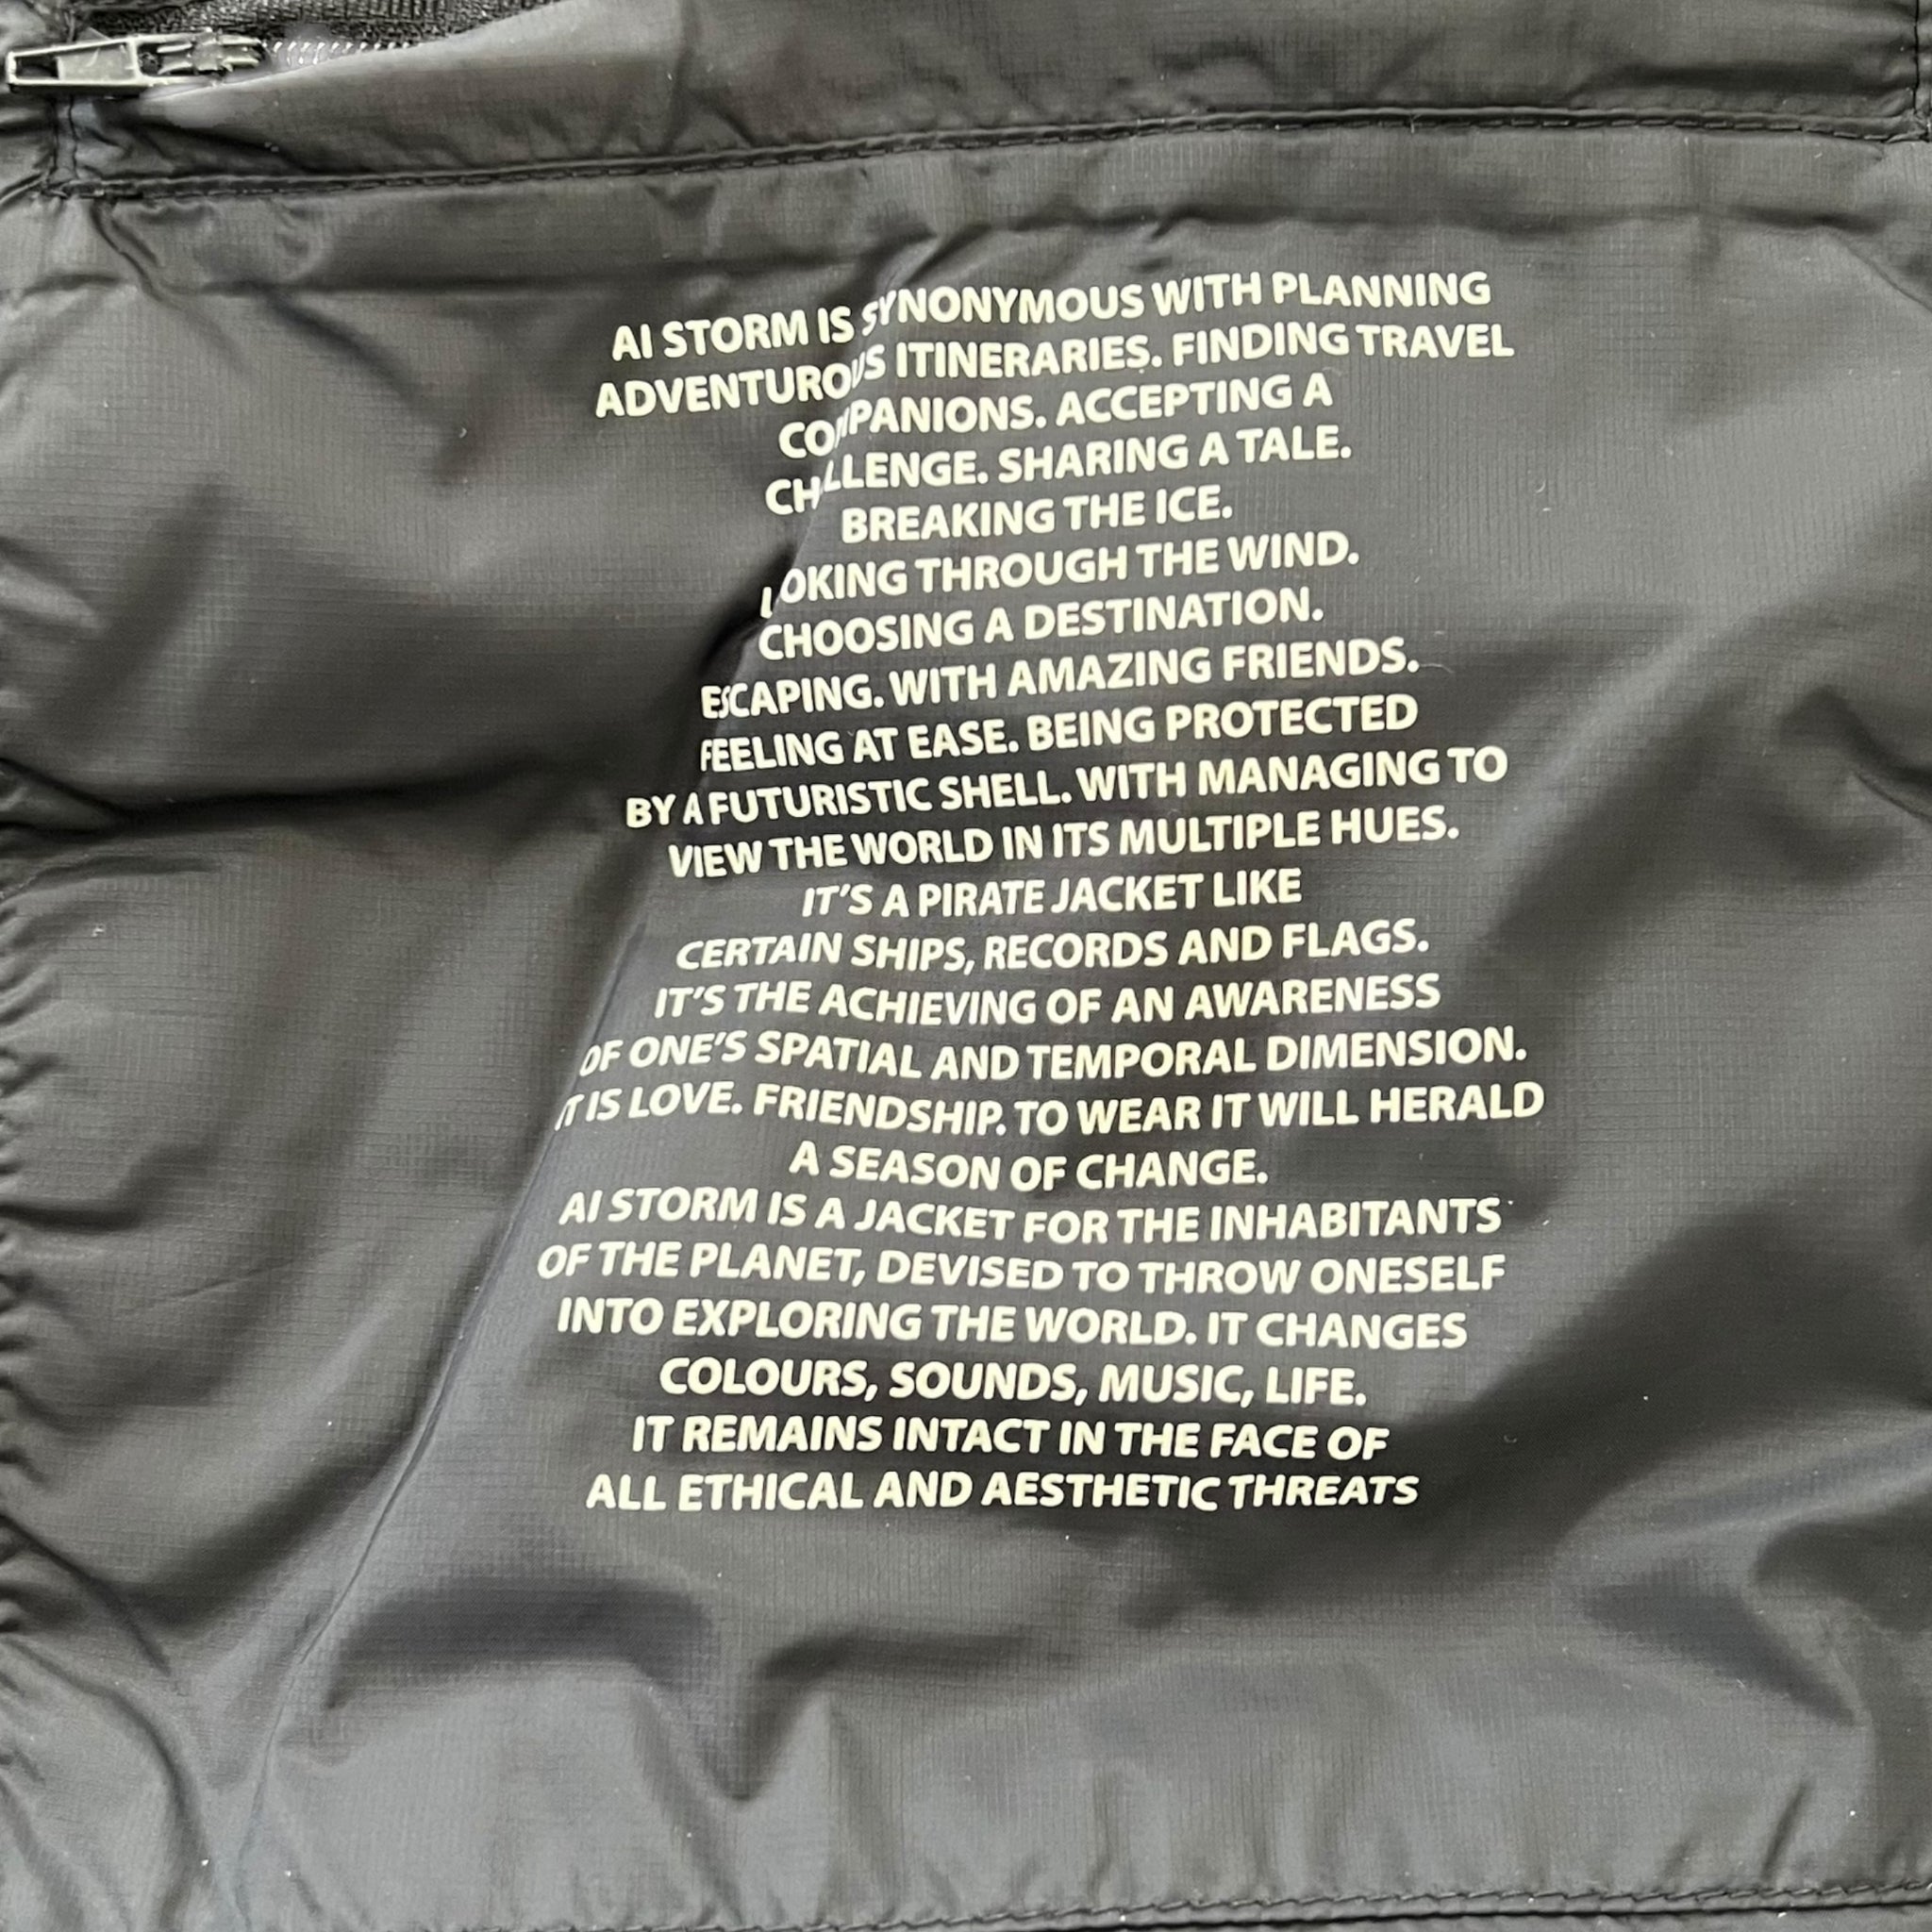 AI STORM IS SYNONYMOUS WITH PLANNING
ADVENTUROUS ITINERARIES. FINDING TRAVEL
COMPANIONS. ACCEPTING A
CHALLENGE. SHARING A TALE.
BREAKING THE ICE.
LOOKING THROUGH THE WIND.
CHOOSING A DESTINATION.
ESCAPING. WITH AMAZING FRIENDS.
FEELING AT EASE. BEING PROTECTED
BY A FUTURISTIC SHELL. WITH MANAGING TO
VIEW THE WORLD IN ITS MULTIPLE HUES.
IT'S A PIRATE JACKET LIKE
CERTAIN SHIPS, RECORDS AND FLAGS.
IT'S THE ACHIEVING OF AN AWARENESS
OF ONE'S SPATIAL AND TEMPORAL DIMENSION.
IT IS LOVE. FRIENDSHIP. TO WEAR IT WILL HERALD
A SEASON OF CHANGE.
AI STORM IS A JACKET FOR THE INHABITANTS
OF THE PLANET, DEVISED TO THROW ONESELF
INTO EXPLORING THE WORLD. IT CHANGES
COLOURS, SOUNDS, MUSIC, LIFE.
IT REMAINS INTACT IN THE FACE OF
ALL ETHICAL AND AESTHETIC THREATS